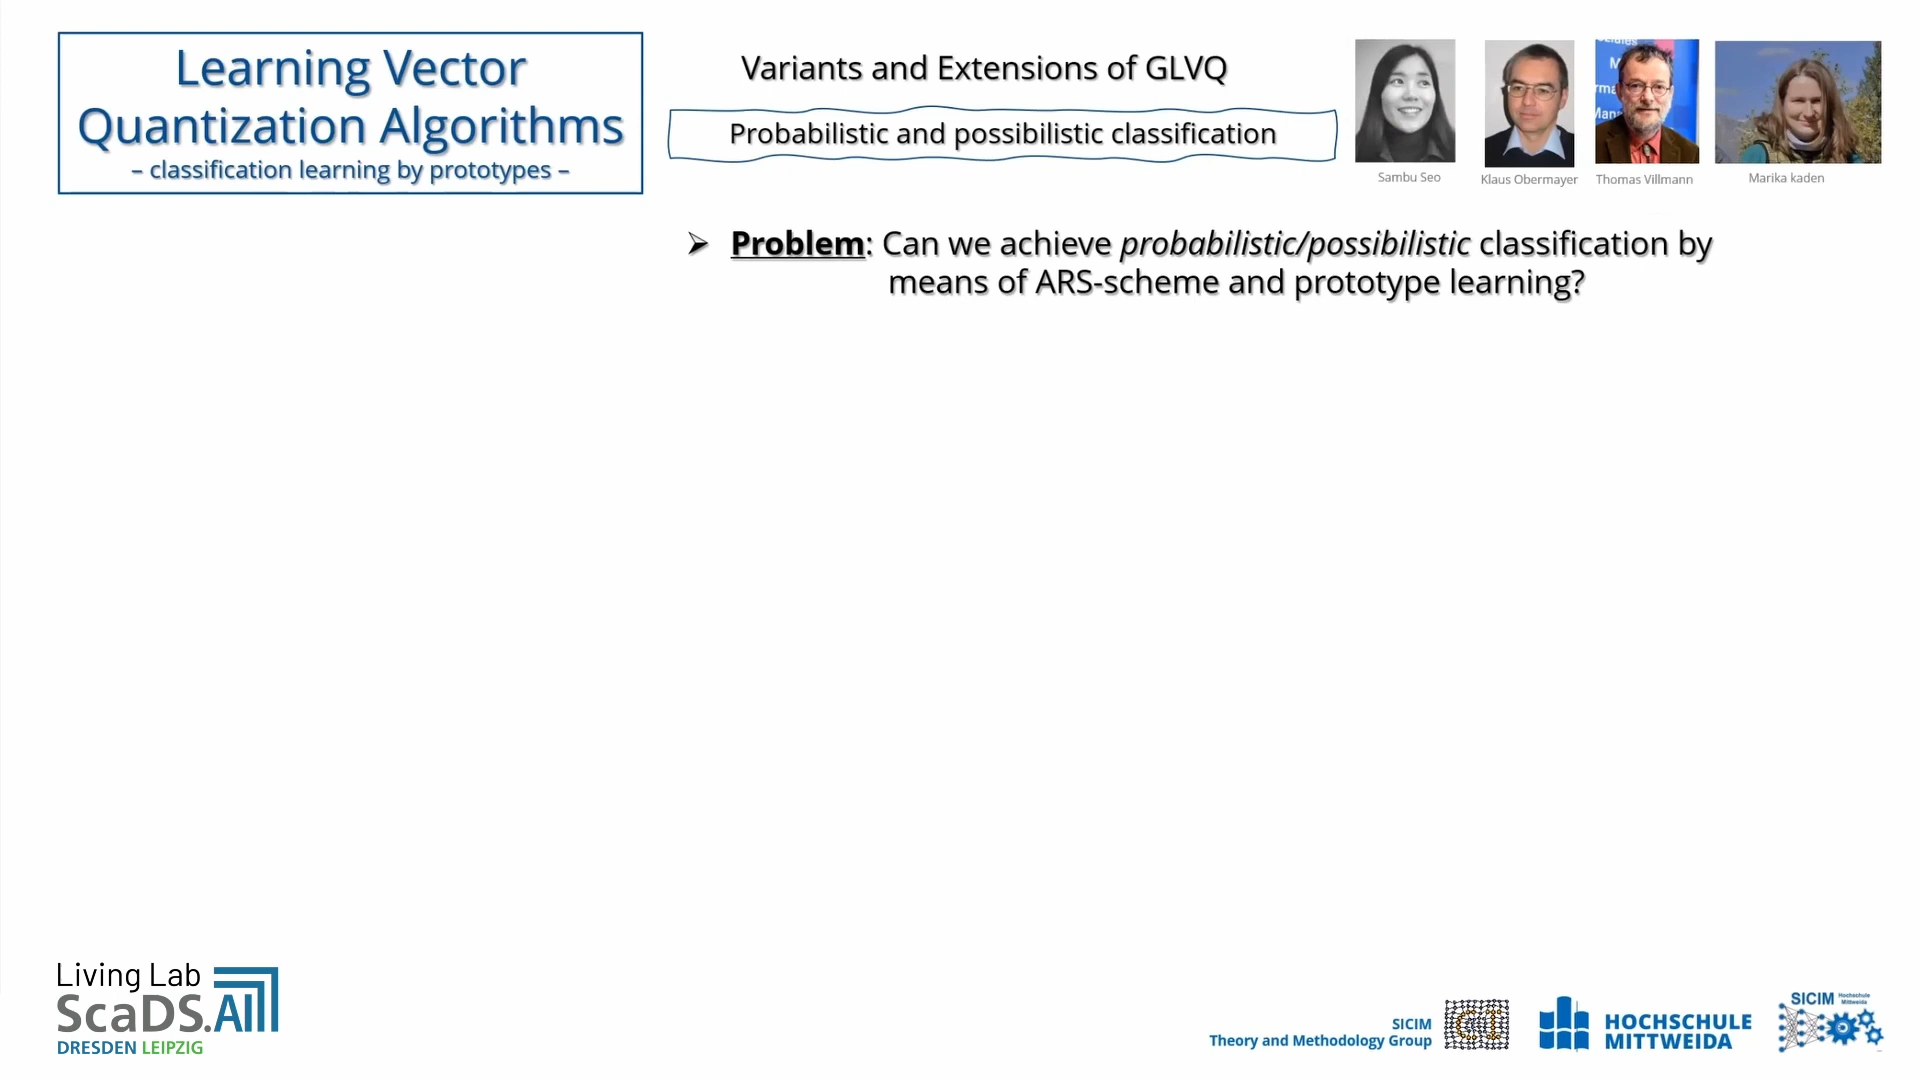 Learning Vector
Quantization Algorithms
– classification learning by prototypes –
Variants and Extensions of GLVQ
Probabilistic and possibilistic classification
Sambu Seo
Klaus Obermayer
Thomas Villmann
Marika kaden
➢ Problem: Can we achieve probabilistic/possibilistic classification by
means of ARS-scheme and prototype learning?
Living Lab
ScaDS.AI
DRESDEN LEIPZIG
SICIM
Theory and Methodology Group
HOCHSCHULE
MITTWEIDA
SICIM Hochschule
Mittweida